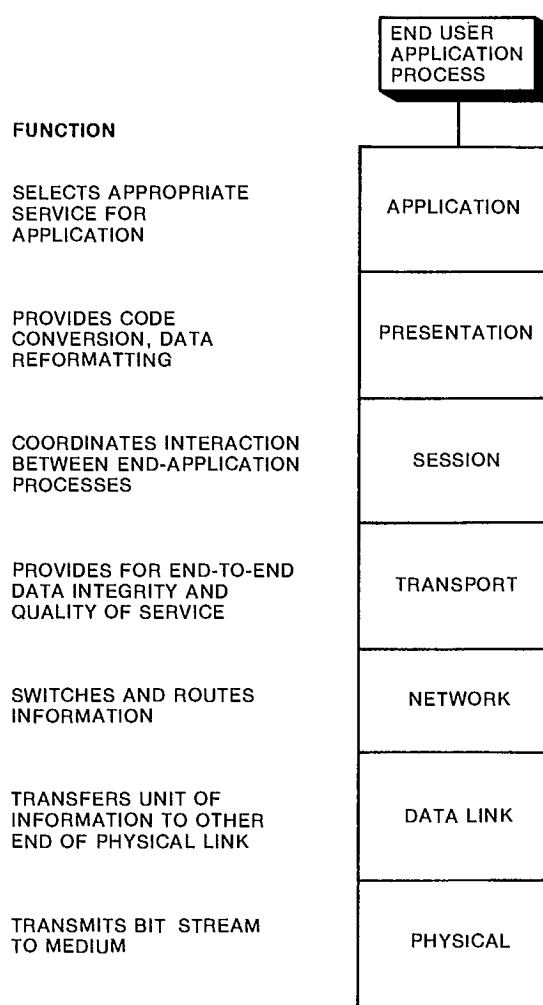 END USER
APPLICATION
PROCESS
FUNCTION
SELECTS APPROPRIATE
SERVICE FOR
APPLICATION
APPLICATION
PROVIDES CODE
CONVERSION, DATA
REFORMATTING
PRESENTATION
COORDINATES INTERACTION
BETWEEN END-APPLICATION
PROCESSES
SESSION
PROVIDES FOR END-TO-END
DATA INTEGRITY AND
QUALITY OF SERVICE
TRANSPORT
SWITCHES AND ROUTES
INFORMATION
NETWORK
TRANSFERS UNIT OF
INFORMATION TO OTHER
END OF PHYSICAL LINK
DATA LINK
TRANSMITS BIT STREAM
TO MEDIUM
PHYSICAL